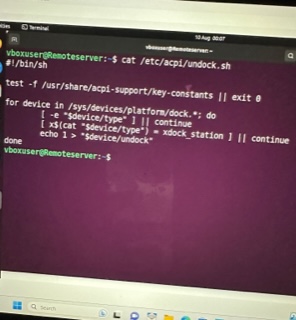 Terminal
10 Aug 00:07
vboxuser@Remoteserver: ~
vboxuser@Remoteserver:~$ cat /etc/acpi/undock.sh
#!/bin/sh
test -f /usr/share/acpi-support/key-constants || exit 0
for device in /sys/devices/platform/dock.*; do
[ -e "$device/type" ] || continue
[ x$(cat "$device/type") = xdock_station ] || continue
echo 1 > "$device/undock"
done
vboxuser@Remoteserver:~$
Search